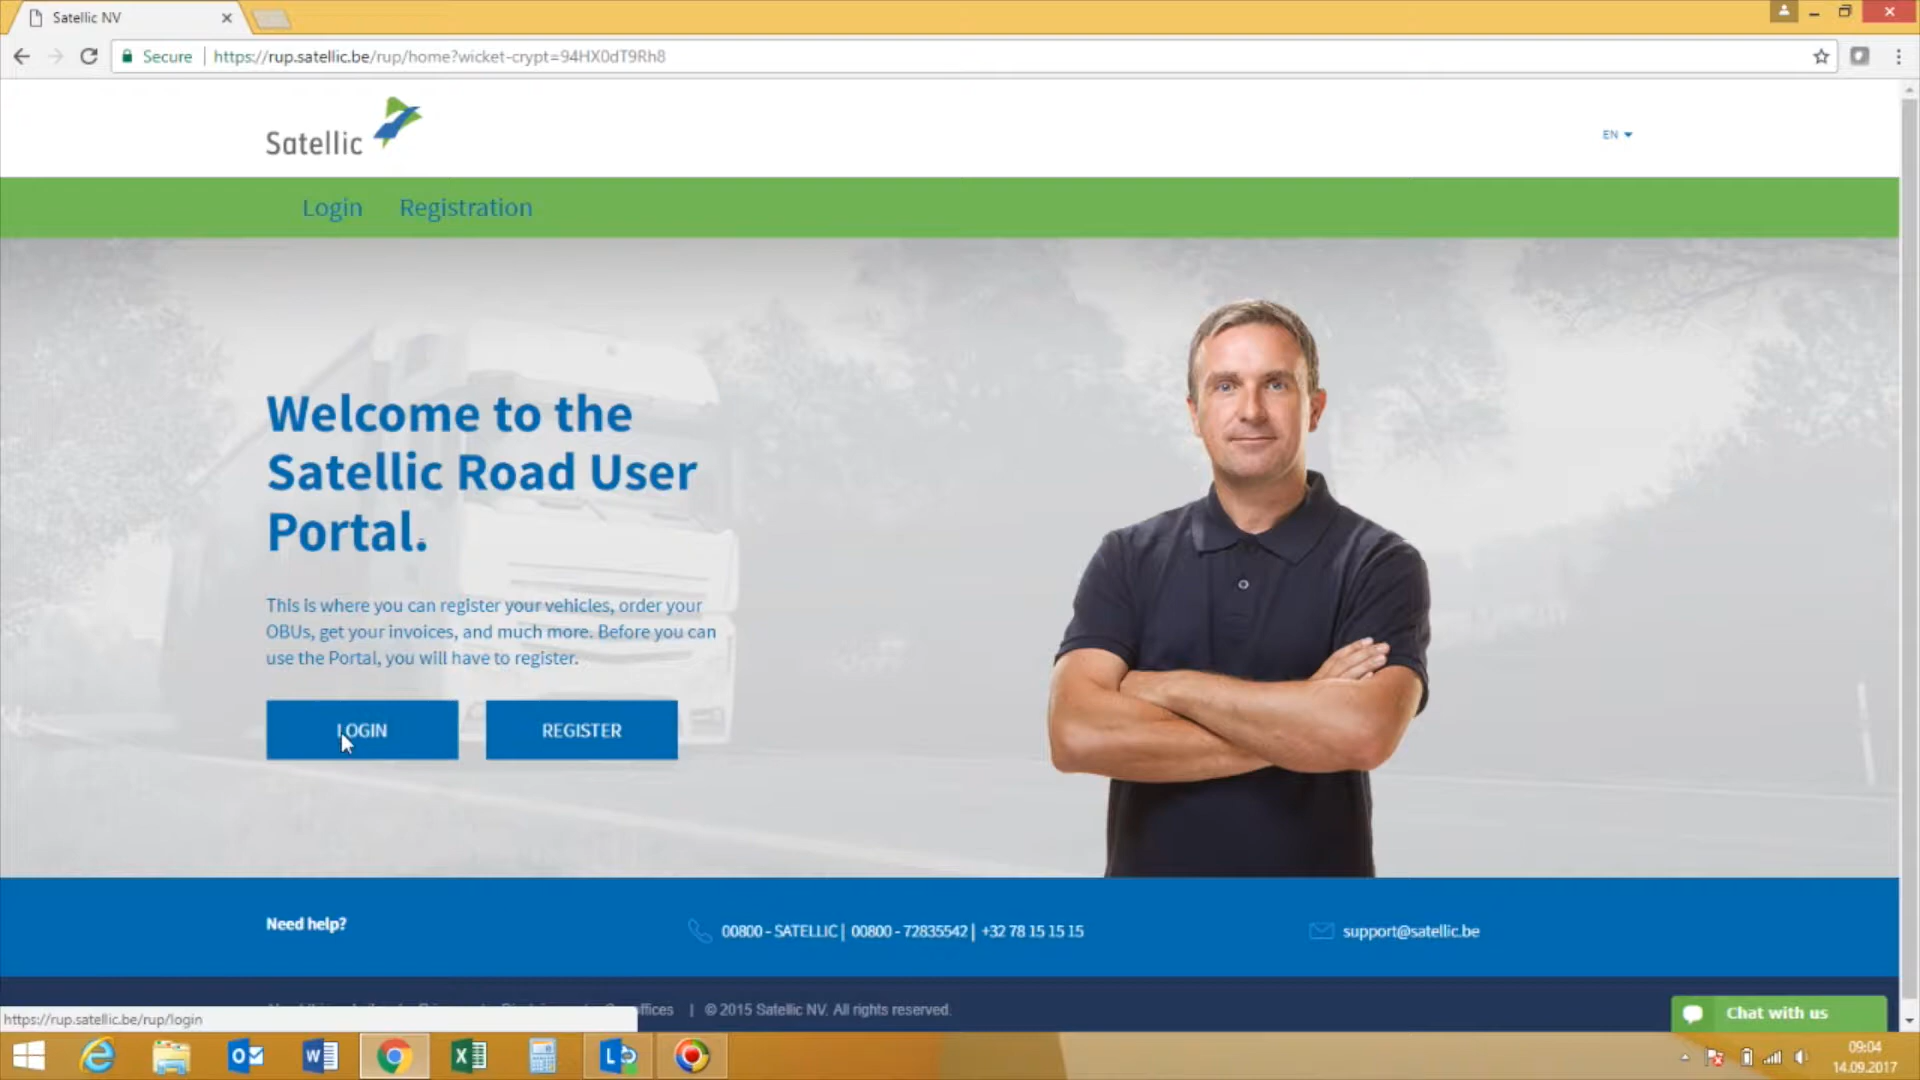 Satellic NV
Secure
https://rup.satellic.be/rup/home?wicket-crypt=94HX0dT9Rh8
Satellic
EN
Login Registration
Welcome to the
Satellic Road User
Portal.
This is where you can register your vehicles, order your
OBUs, get your invoices, and much more. Before you can
use the Portal, you will have to register.
LOGIN REGISTER
Need help?
00800 - SATELLIC | 00800 - 72835542 | +32 78 15 15 15
support@satellic.be
| © 2015 Satellic NV. All rights reserved.
Chat with us
https://rup.satellic.be/rup/login
09:04
14.09.2017